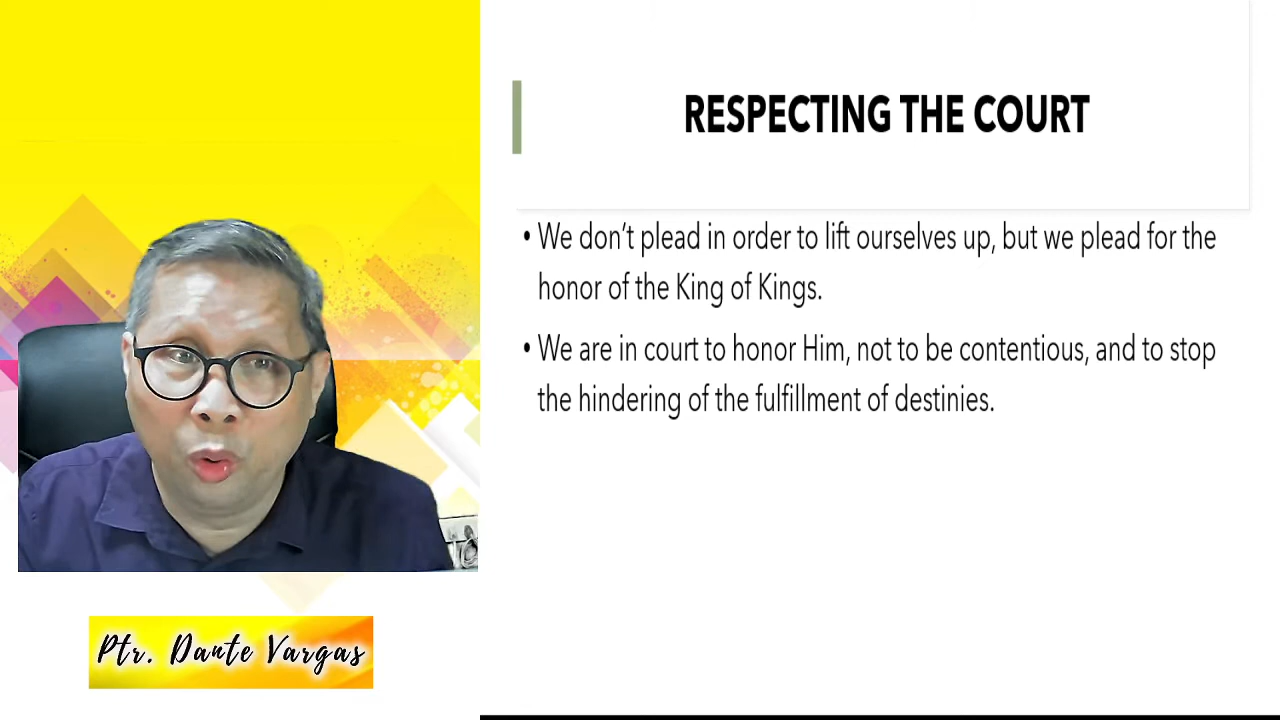 RESPECTING THE COURT
• We don’t plead in order to lift ourselves up, but we plead for the
honor of the King of Kings.
• We are in court to honor Him, not to be contentious, and to stop
the hindering of the fulfillment of destinies.
Ptr. Dante Vargas